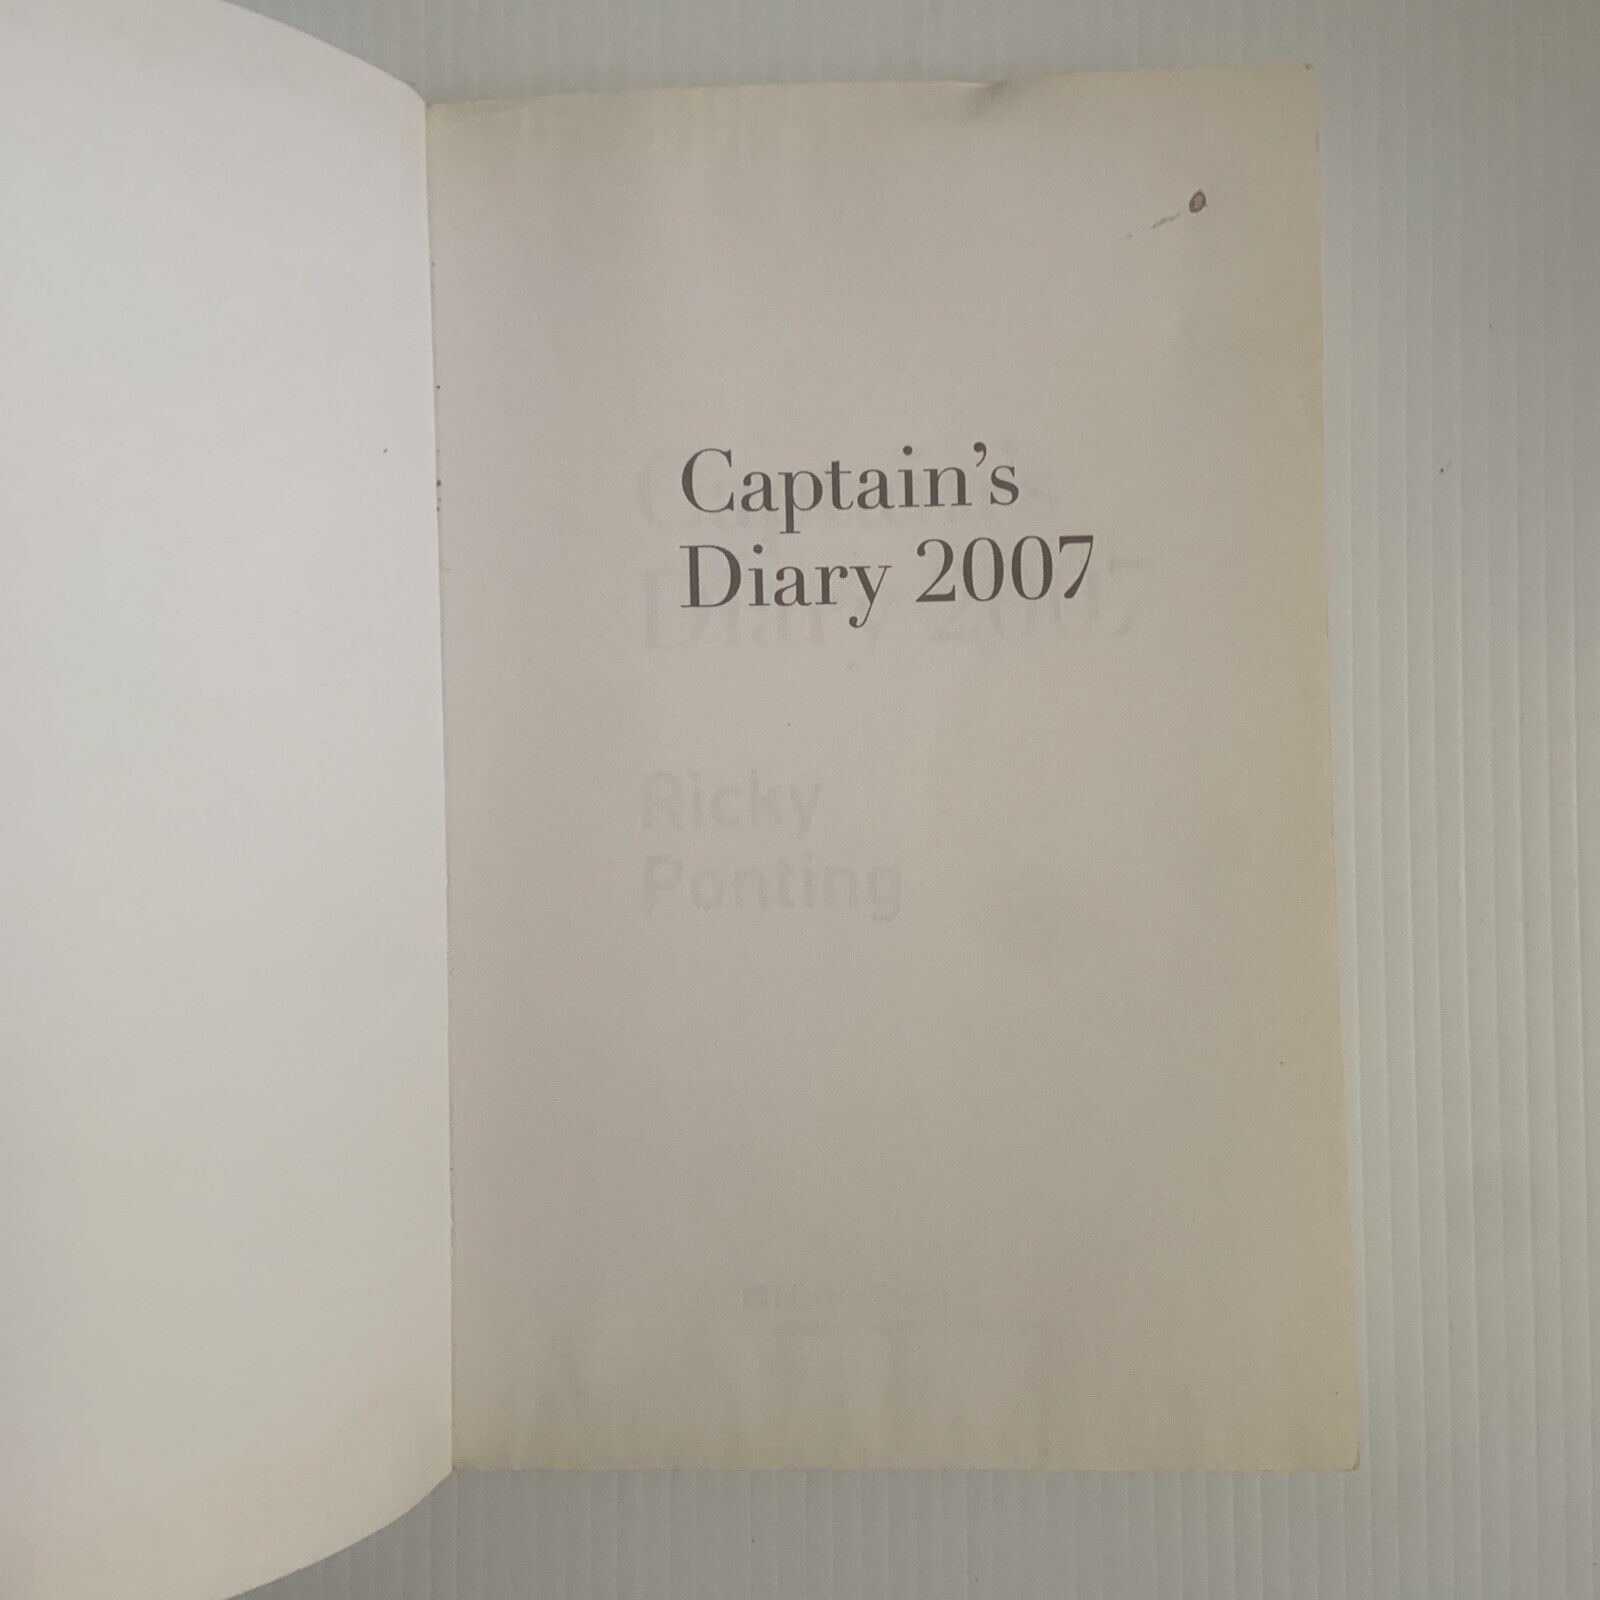 Captain's
Diary 2007
Ricky
Ponting